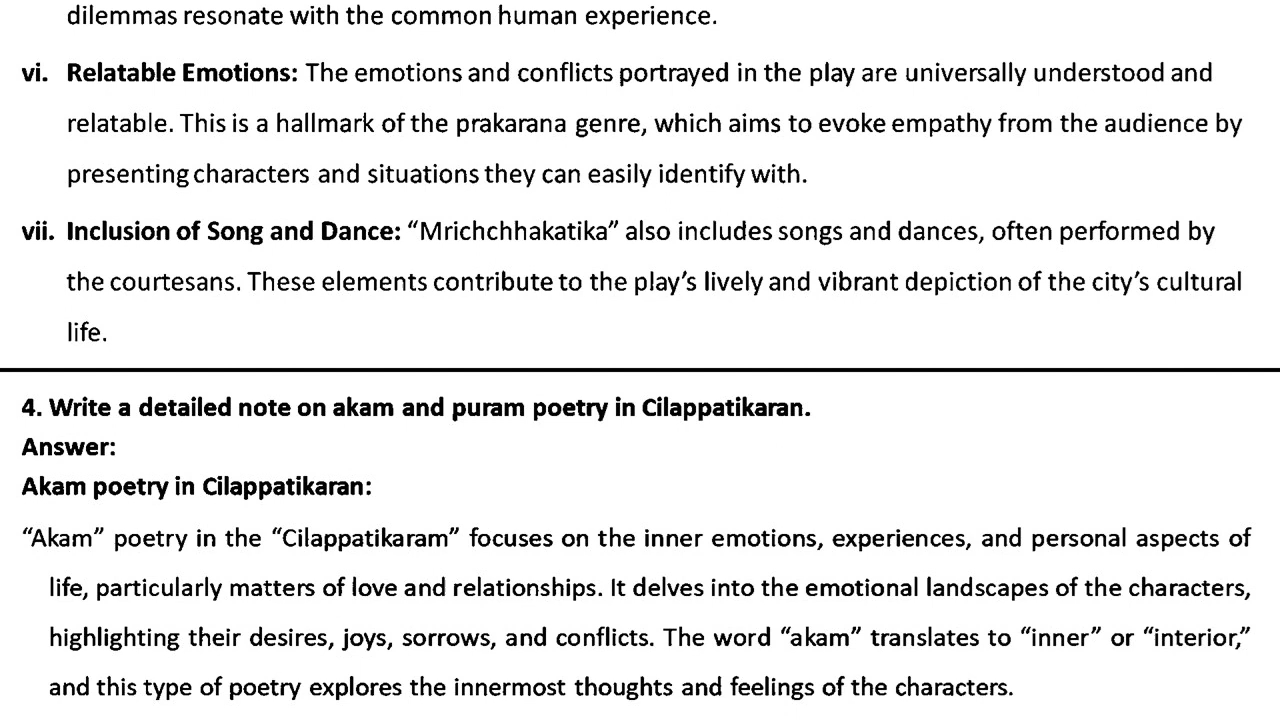 dilemmas resonate with the common human experience.
vi. Relatable Emotions: The emotions and conflicts portrayed in the play are universally understood and
relatable. This is a hallmark of the prakarana genre, which aims to evoke empathy from the audience by
presenting characters and situations they can easily identify with.
vii. Inclusion of Song and Dance: “Mrichchhakatika” also includes songs and dances, often performed by
the courtesans. These elements contribute to the play’s lively and vibrant depiction of the city’s cultural
life.
4. Write a detailed note on akam and puram poetry in Cilappatikaran.
Answer:
Akam poetry in Cilappatikaran:
“Akam” poetry in the “Cilappatikaram” focuses on the inner emotions, experiences, and personal aspects of
life, particularly matters of love and relationships. It delves into the emotional landscapes of the characters,
highlighting their desires, joys, sorrows, and conflicts. The word “akam” translates to “inner” or “interior,”
and this type of poetry explores the innermost thoughts and feelings of the characters.